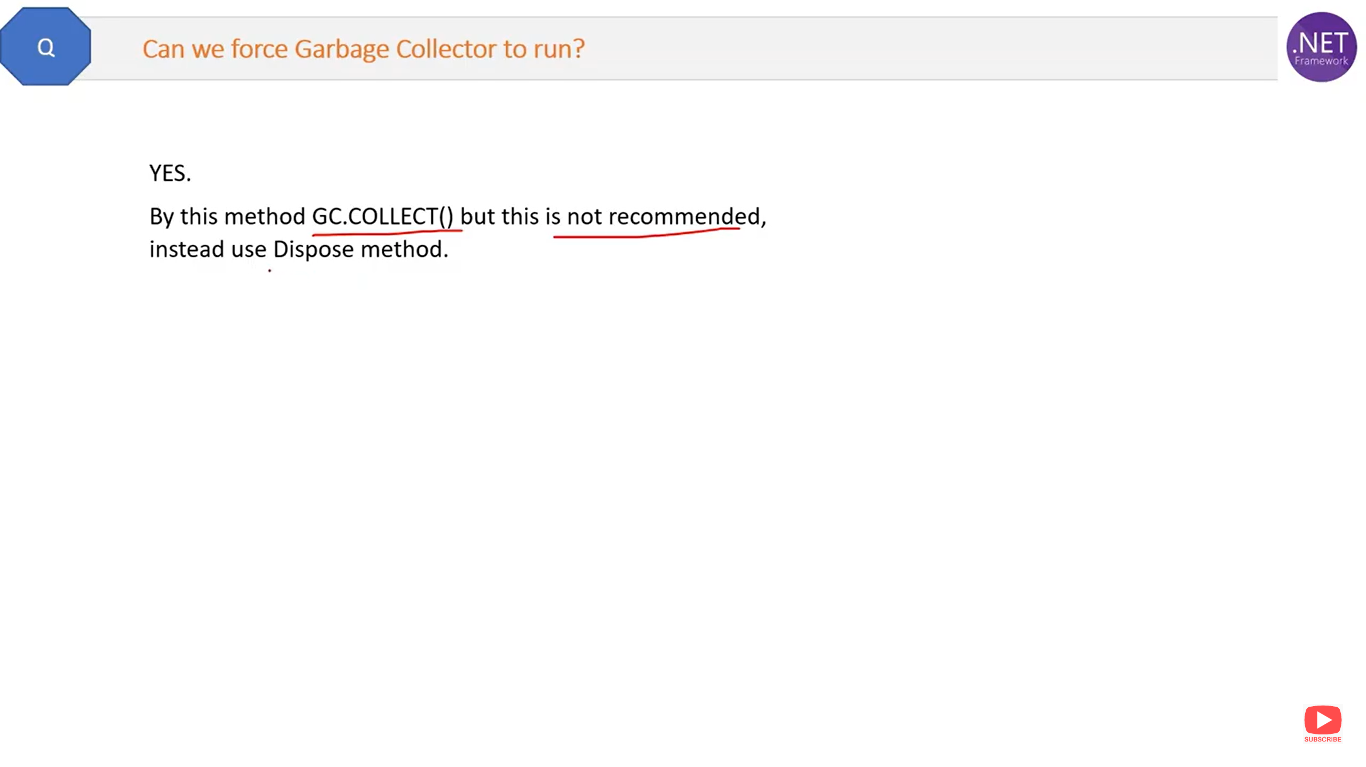 Q
Can we force Garbage Collector to run?
.NET
Framework
YES.
By this method GC.COLLECT() but this is not recommended,
instead use Dispose method.
SUBSCRIBE